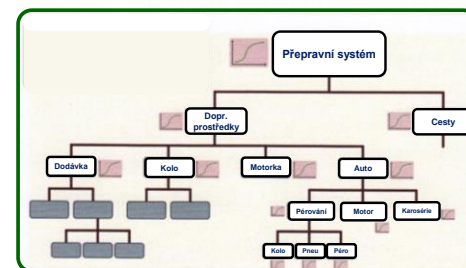 Přepravní systém
Dopr.
prostředky
Cesty
Dodávka
Kolo
Motorka
Auto
Pérování
Motor
Karosérie
Kolo
Pneu
Péro